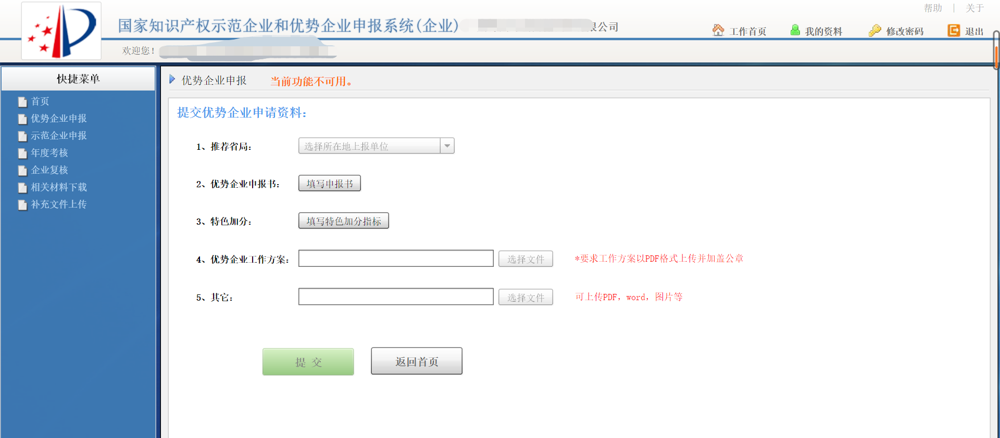 帮助 | 关于
国家知识产权示范企业和优势企业申报系统(企业)
公司
工作首页 我的资料 修改密码 退出
欢迎您!
快捷菜单
首页
优势企业申报
示范企业申报
年度考核
企业复核
相关材料下载
补充文件上传
优势企业申报 当前功能不可用。
提交优势企业申请资料：
1、推荐省局： 选择所在地上报单位
2、优势企业申报书： 填写申报书
3、特色加分： 填写特色加分指标
4、优势企业工作方案： 选择文件 *要求工作方案以PDF格式上传并加盖公章
5、其它： 选择文件 可上传PDF，word，图片等
提 交 返回首页